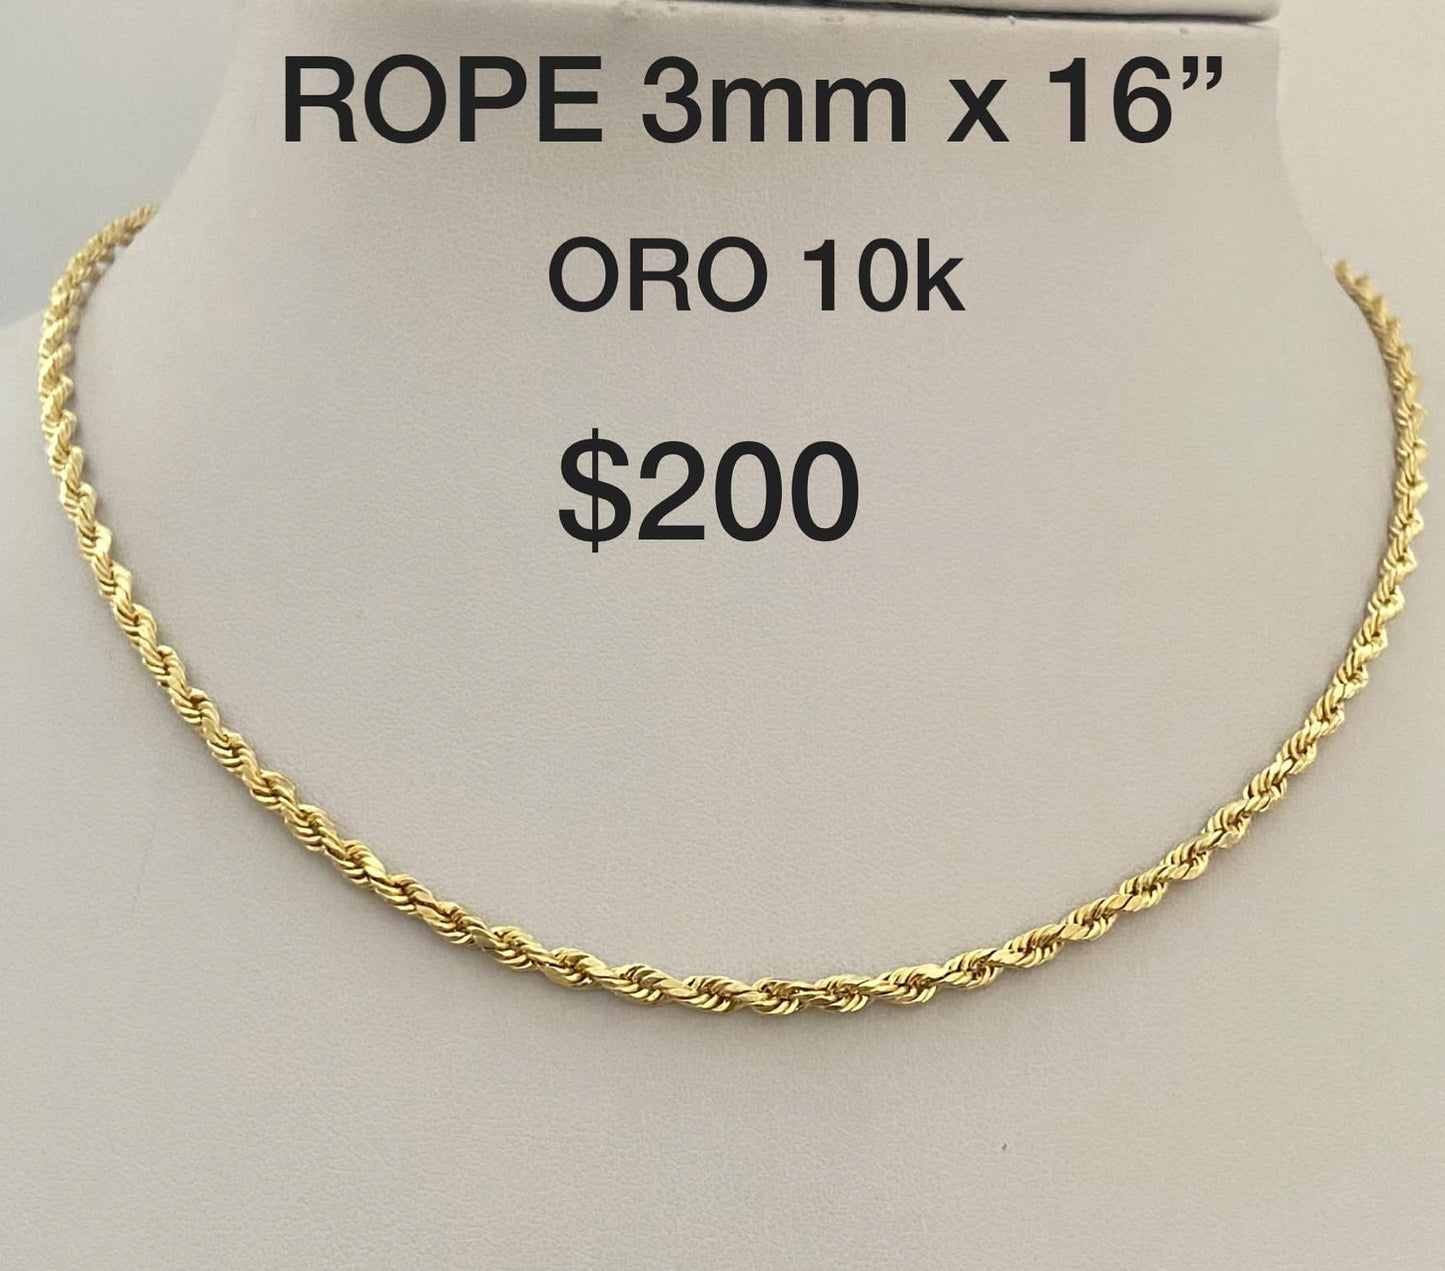 ROPE 3mm x 16”
ORO 10k
$200